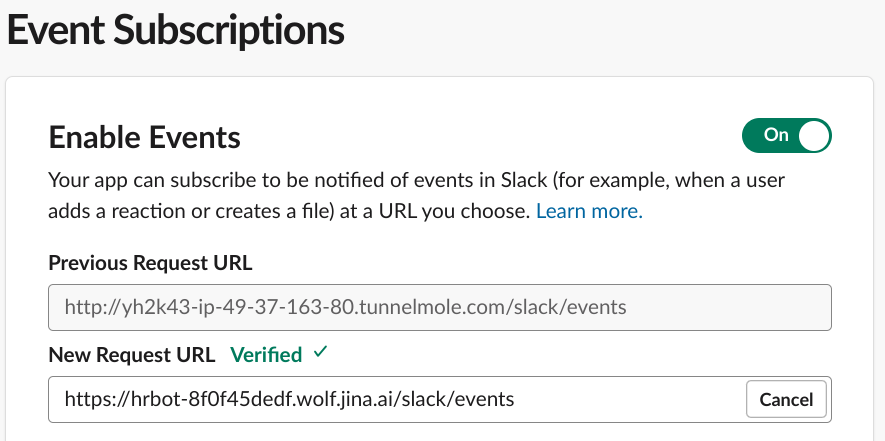 Event Subscriptions
Enable Events
On
Your app can subscribe to be notified of events in Slack (for example, when a user
adds a reaction or creates a file) at a URL you choose. Learn more.
Previous Request URL
http://yh2k43-ip-49-37-163-80.tunnelmole.com/slack/events
New Request URL Verified ✓
https://hrbot-8f0f45dedf.wolf.jina.ai/slack/events
Cancel